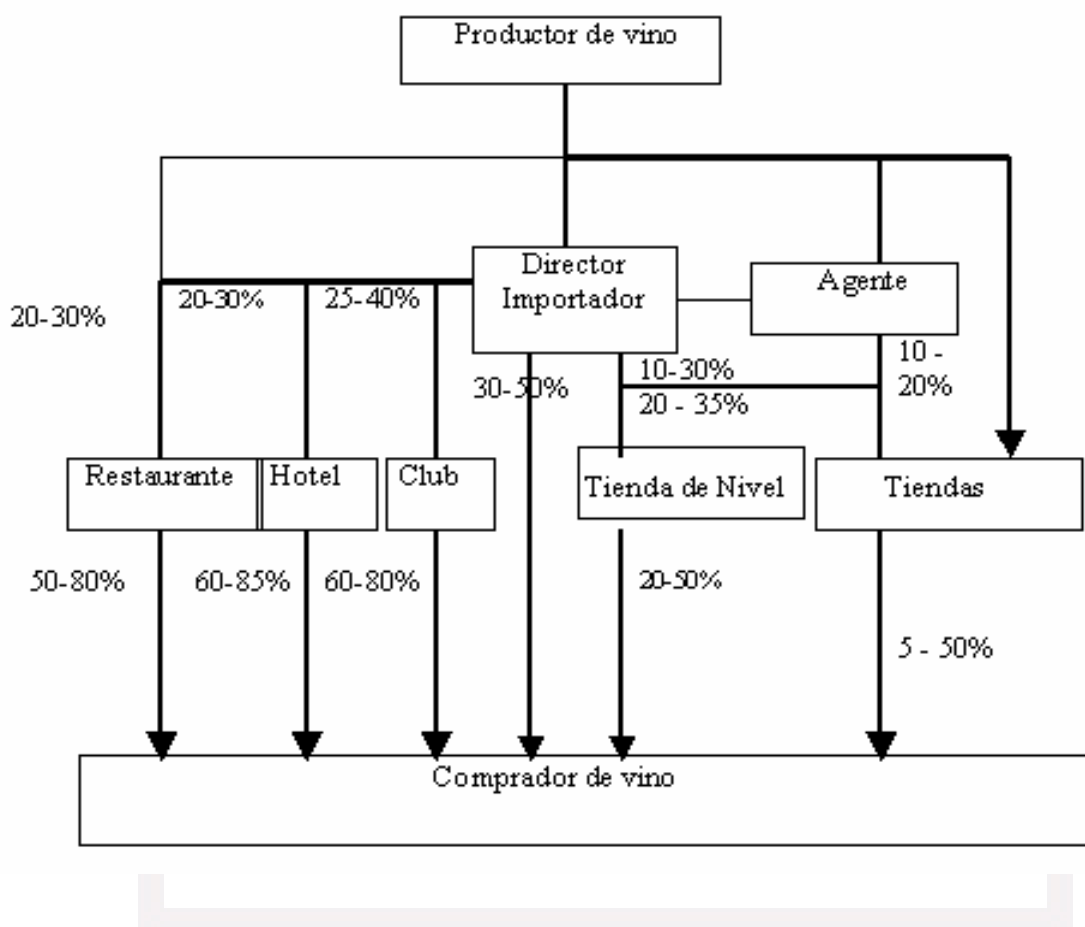 Productor de vino
Director
Importador
Agente
20-30%
20-30%
25-40%
30-50%
10-30%
20 - 35%
10 -
20%
Restaurante
Hotel
Club
Tienda de Nivel
Tiendas
50-80%
60-85%
60-80%
20-50%
5 - 50%
Comprador de vino